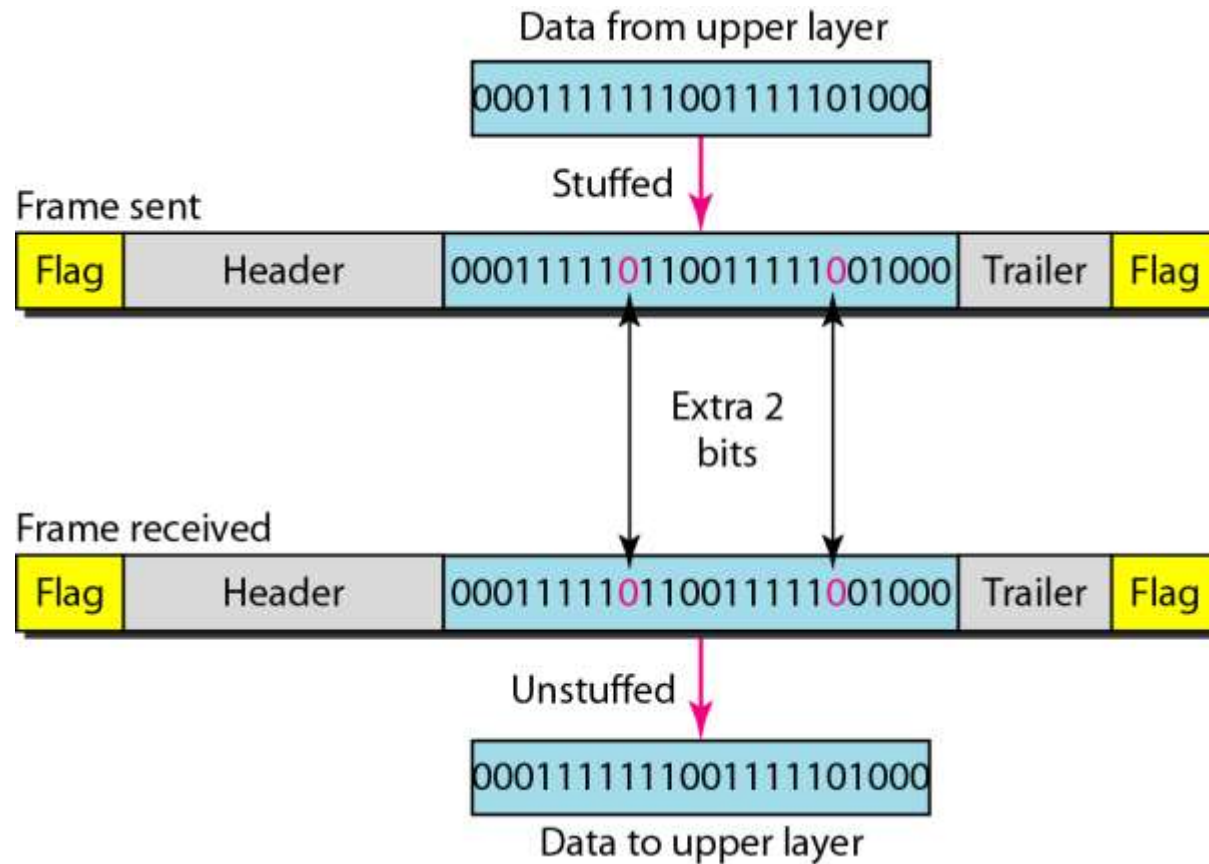 Data from upper layer
0001111111001111101000
Stuffed
Frame sent
Flag Header 000111110110011111001000 Trailer Flag
Extra 2
bits
Frame received
Flag Header 000111110110011111001000 Trailer Flag
Unstuffed
0001111111001111101000
Data to upper layer